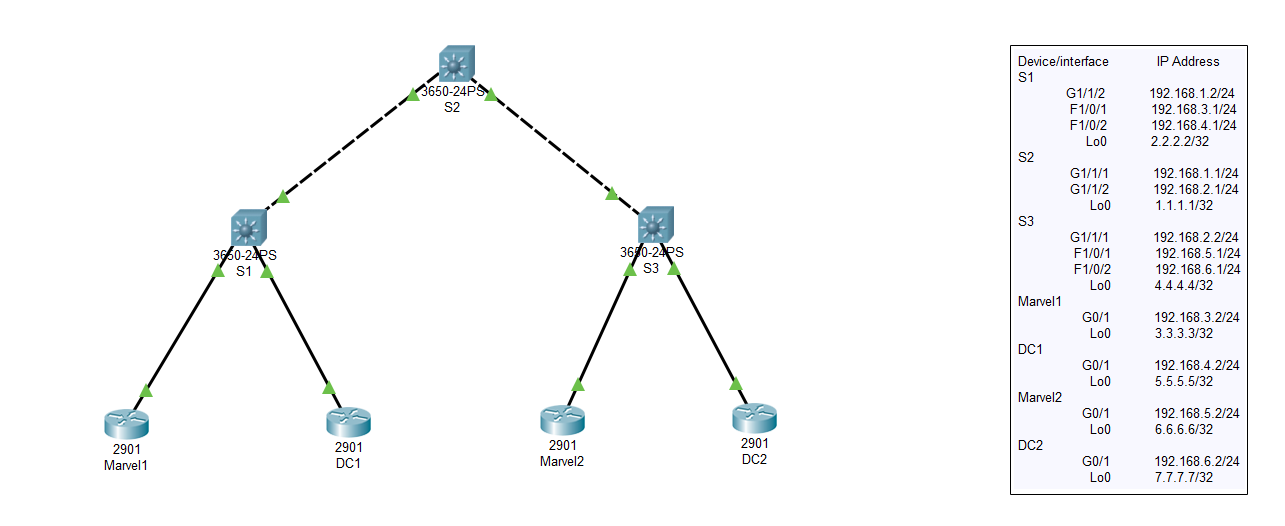 3650-24PS
S2
3650-24PS
S1
3650-24PS
S3
2901
Marvel1
2901
DC1
2901
Marvel2
2901
DC2
Device/interface IP Address
S1
G1/1/2 192.168.1.2/24
F1/0/1 192.168.3.1/24
F1/0/2 192.168.4.1/24
Lo0 2.2.2.2/32
S2
G1/1/1 192.168.1.1/24
G1/1/2 192.168.2.1/24
Lo0 1.1.1.1/32
S3
G1/1/1 192.168.2.2/24
F1/0/1 192.168.5.1/24
F1/0/2 192.168.6.1/24
Lo0 4.4.4.4/32
Marvel1
G0/1 192.168.3.2/24
Lo0 3.3.3.3/32
DC1
G0/1 192.168.4.2/24
Lo0 5.5.5.5/32
Marvel2
G0/1 192.168.5.2/24
Lo0 6.6.6.6/32
DC2
G0/1 192.168.6.2/24
Lo0 7.7.7.7/32